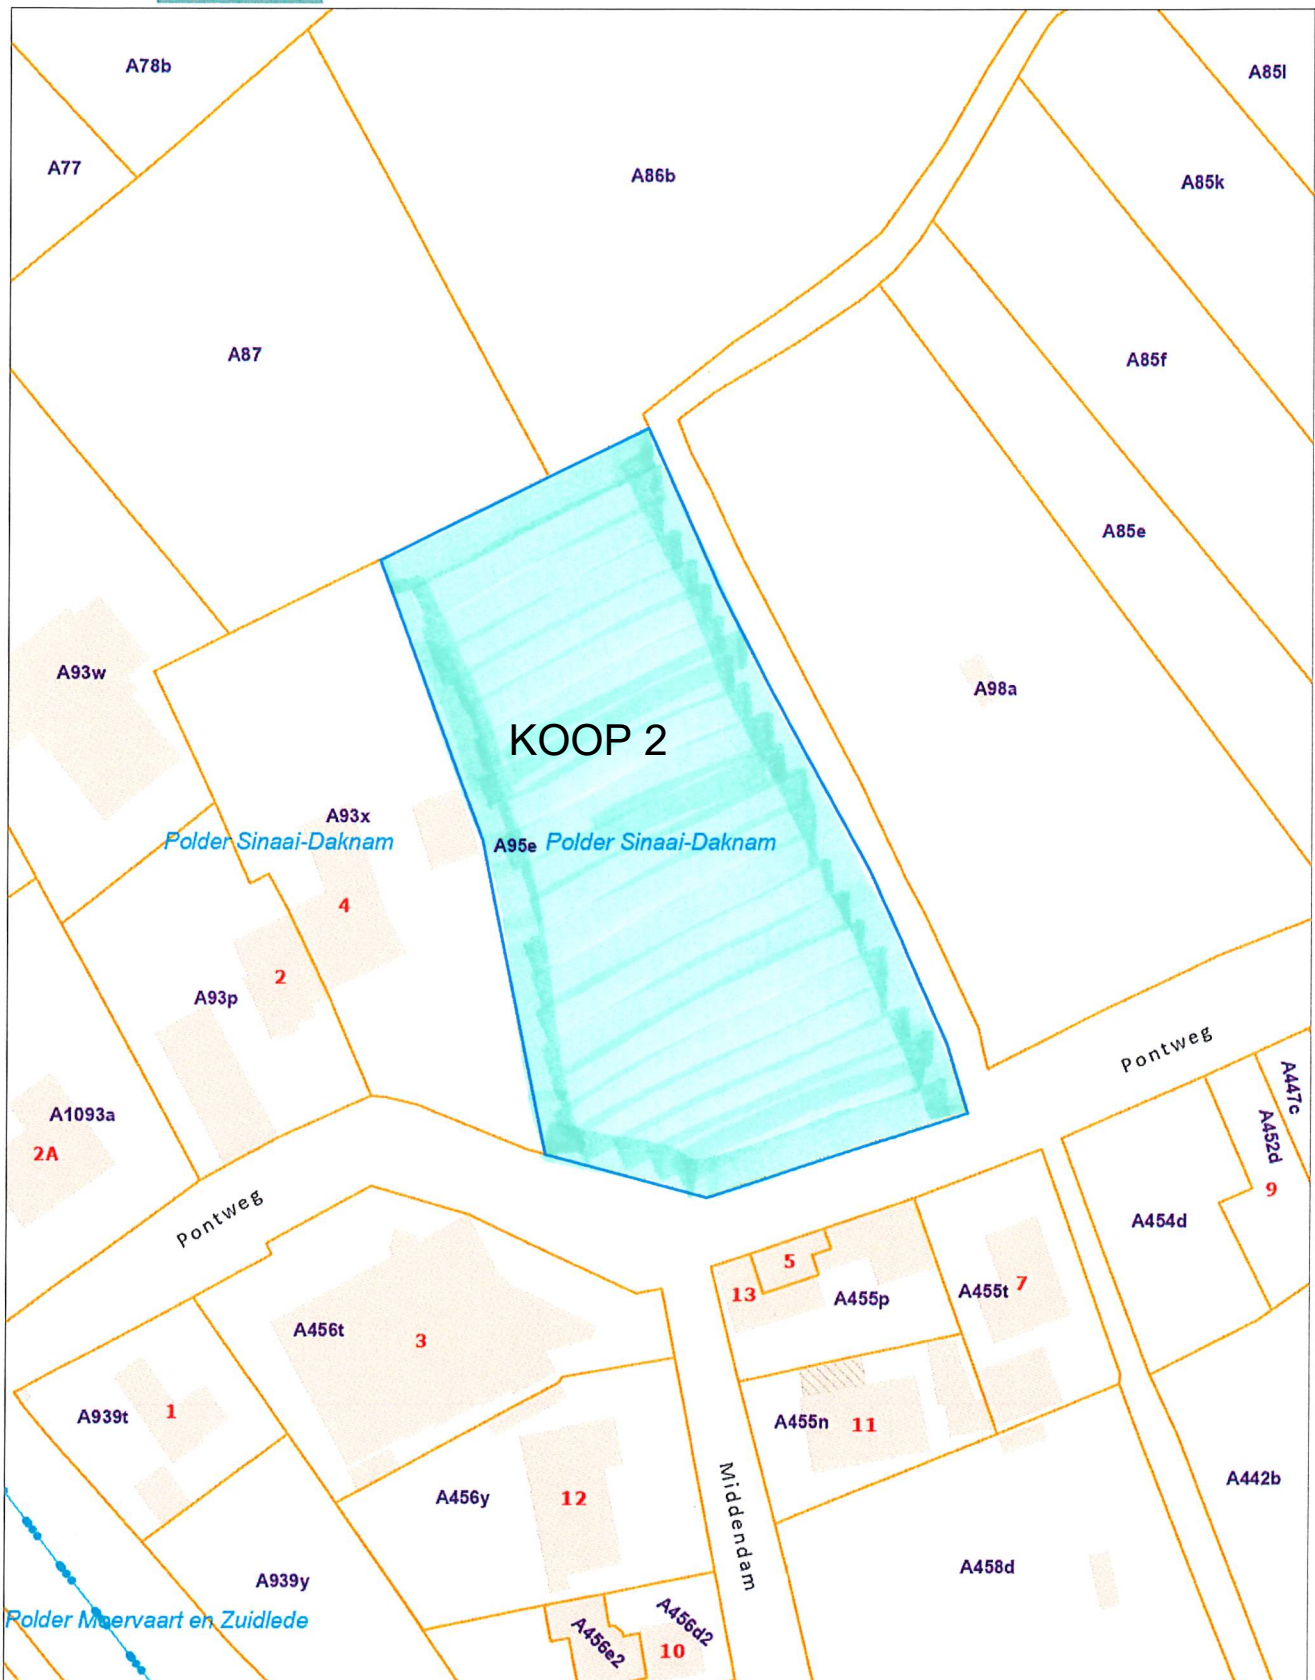 A78b
A85l
A77
A86b
A85k
A87
A85f
A85e
A93w
A98a
KOOP 2
A93x
Polder Sinaai-Daknam
A95e
Polder Sinaai-Daknam
4
2
A93p
Pontweg
A447c
A1093a
A452d
2A
9
Pontweg
A454d
5
13
A455p
A455t
7
A456t
3
A939t
1
A455n
11
A442b
Middendam
A456y
12
A458d
A939y
Polder Moervaart en Zuidlede
A456e2
A456d2
10